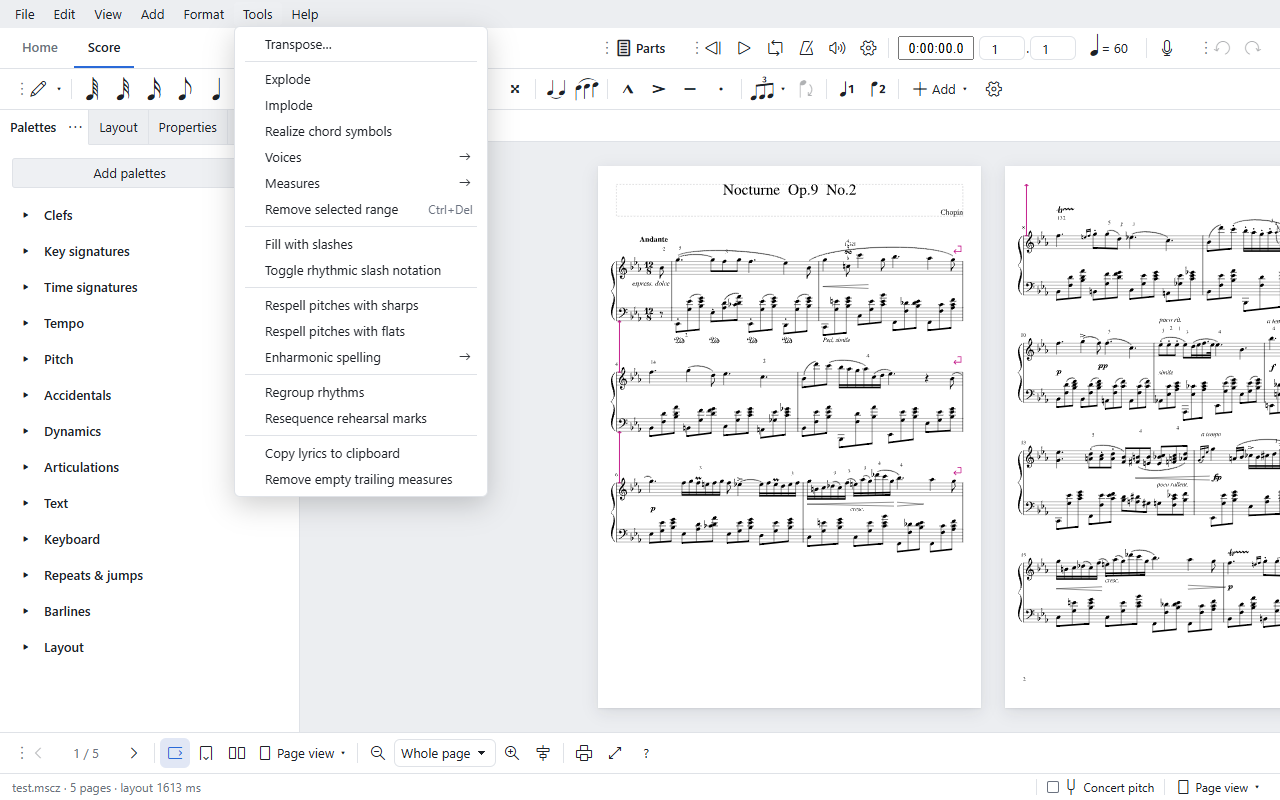 File Edit View Add Format Tools Help
Home Score Parts 0:00:00.0 1 . 1 = 60
Add
Palettes Layout Properties
Add palettes
Clefs
Key signatures
Time signatures
Tempo
Pitch
Accidentals
Dynamics
Articulations
Text
Keyboard
Repeats & jumps
Barlines
Layout
Transpose...
Explode
Implode
Realize chord symbols
Voices
Measures
Remove selected range Ctrl+Del
Fill with slashes
Toggle rhythmic slash notation
Respell pitches with sharps
Respell pitches with flats
Enharmonic spelling
Regroup rhythms
Resequence rehearsal marks
Copy lyrics to clipboard
Remove empty trailing measures
Nocturne Op.9 No.2
Chopin
Andante
espress. dolce
Ped. simile
cresc.
poco rit.
simile
a tempo
poco rallent.
cresc.
2
1 / 5 Page view Whole page ?
test.mscz · 5 pages · layout 1613 ms Concert pitch Page view